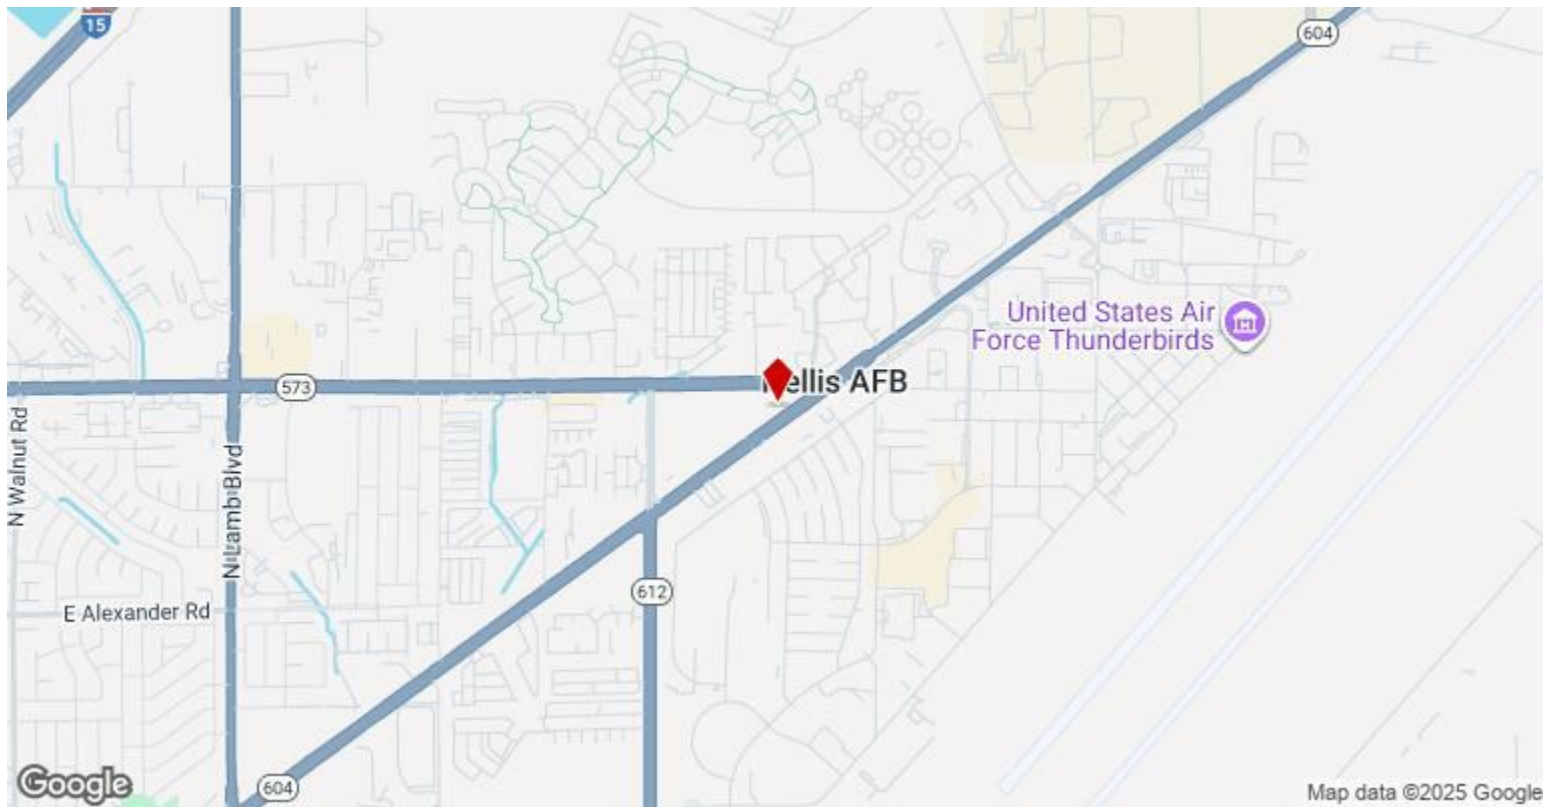 15
604
United States Air
Force Thunderbirds
573
Nellis AFB
N Walnut Rd
N Lamb Blvd
612
E Alexander Rd
604
Google
Map data ©2025 Google